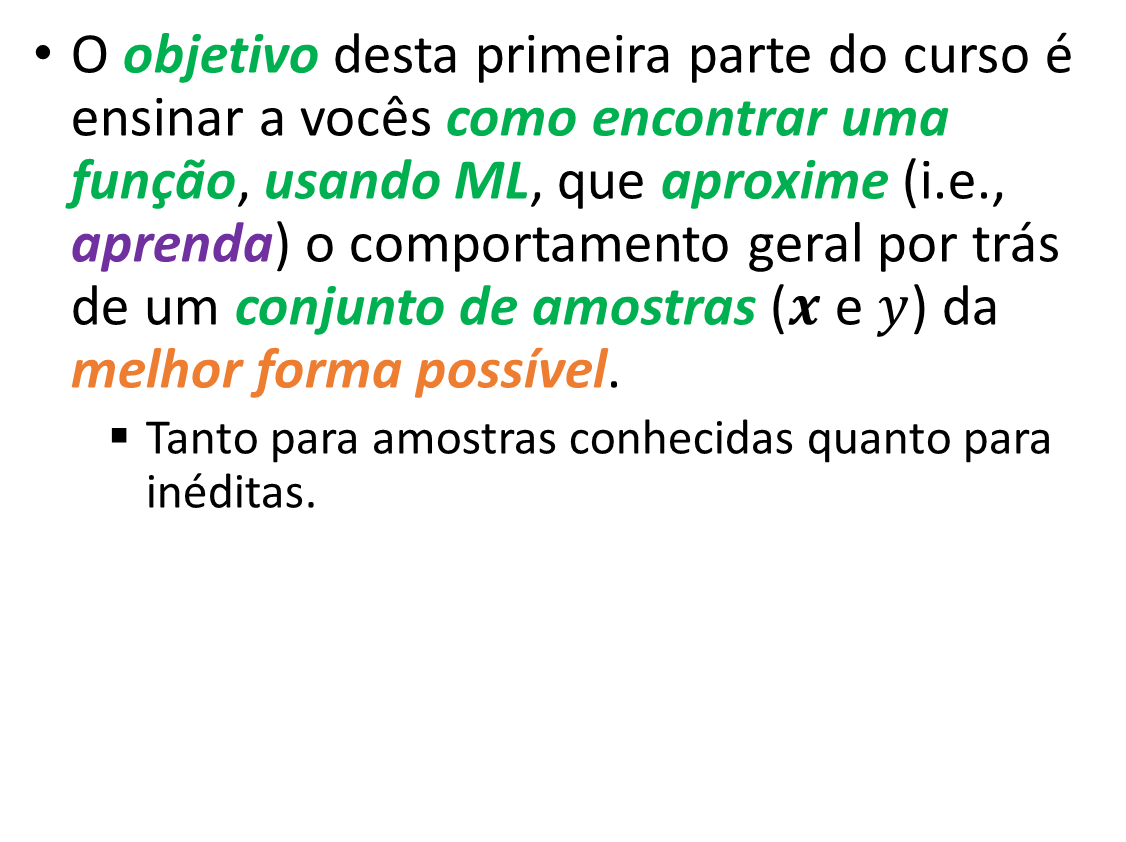 • O objetivo desta primeira parte do curso é
ensinar a vocês como encontrar uma
função, usando ML, que aproxime (i.e.,
aprenda) o comportamento geral por trás
de um conjunto de amostras (𝒙 e 𝑦) da
melhor forma possível.
▪ Tanto para amostras conhecidas quanto para
inéditas.